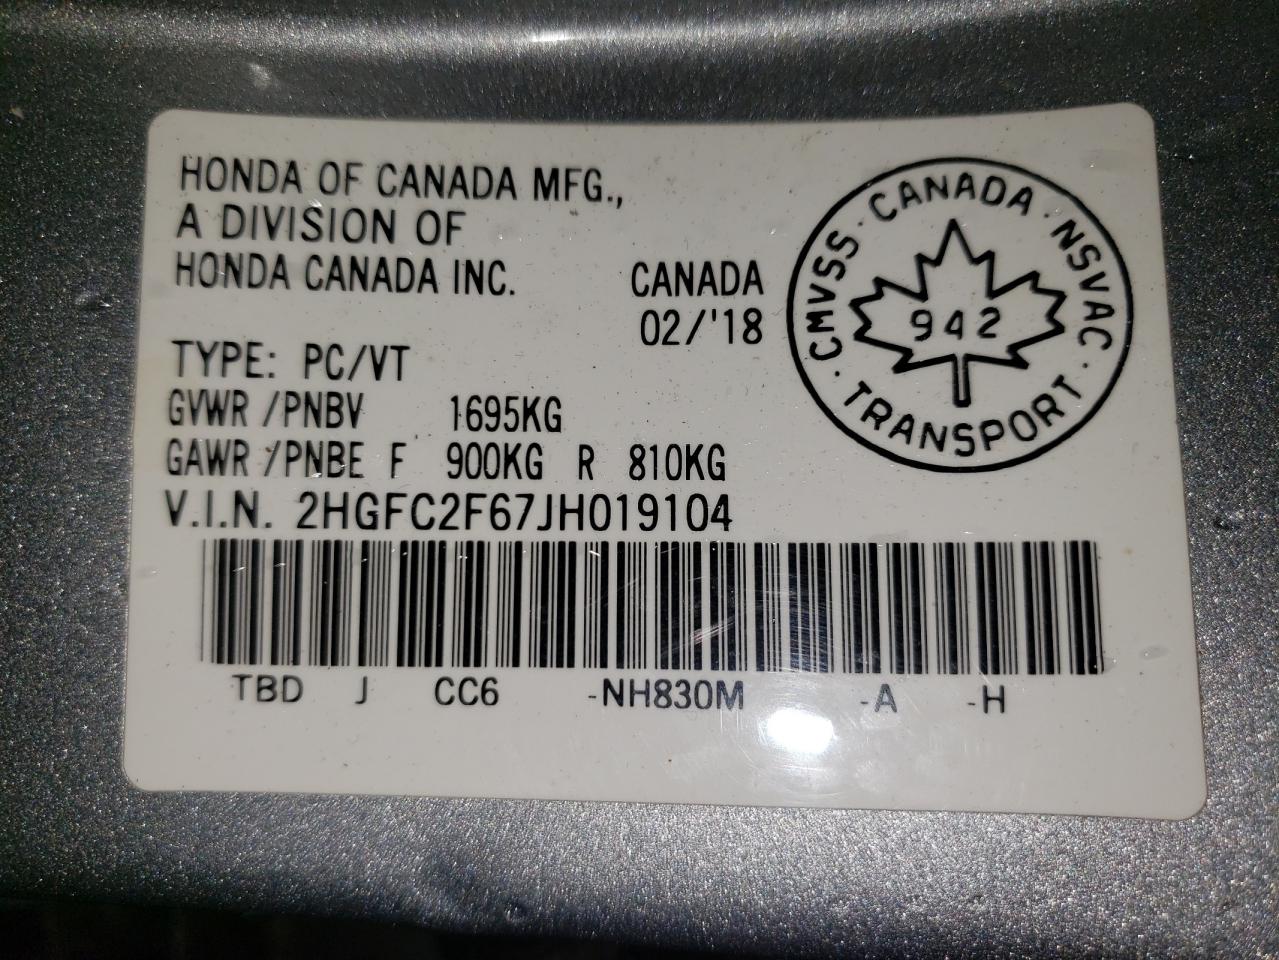 HONDA OF CANADA MFG.,
A DIVISION OF
HONDA CANADA INC.
CANADA
02/'18
CMVSS · CANADA · NSVAC · TRANSPORT ·
942
TYPE: PC/VT
GVWR /PNBV 1695KG
GAWR /PNBE F 900KG R 810KG
V.I.N. 2HGFC2F67JH019104
TBD J CC6 -NH830M -A -H